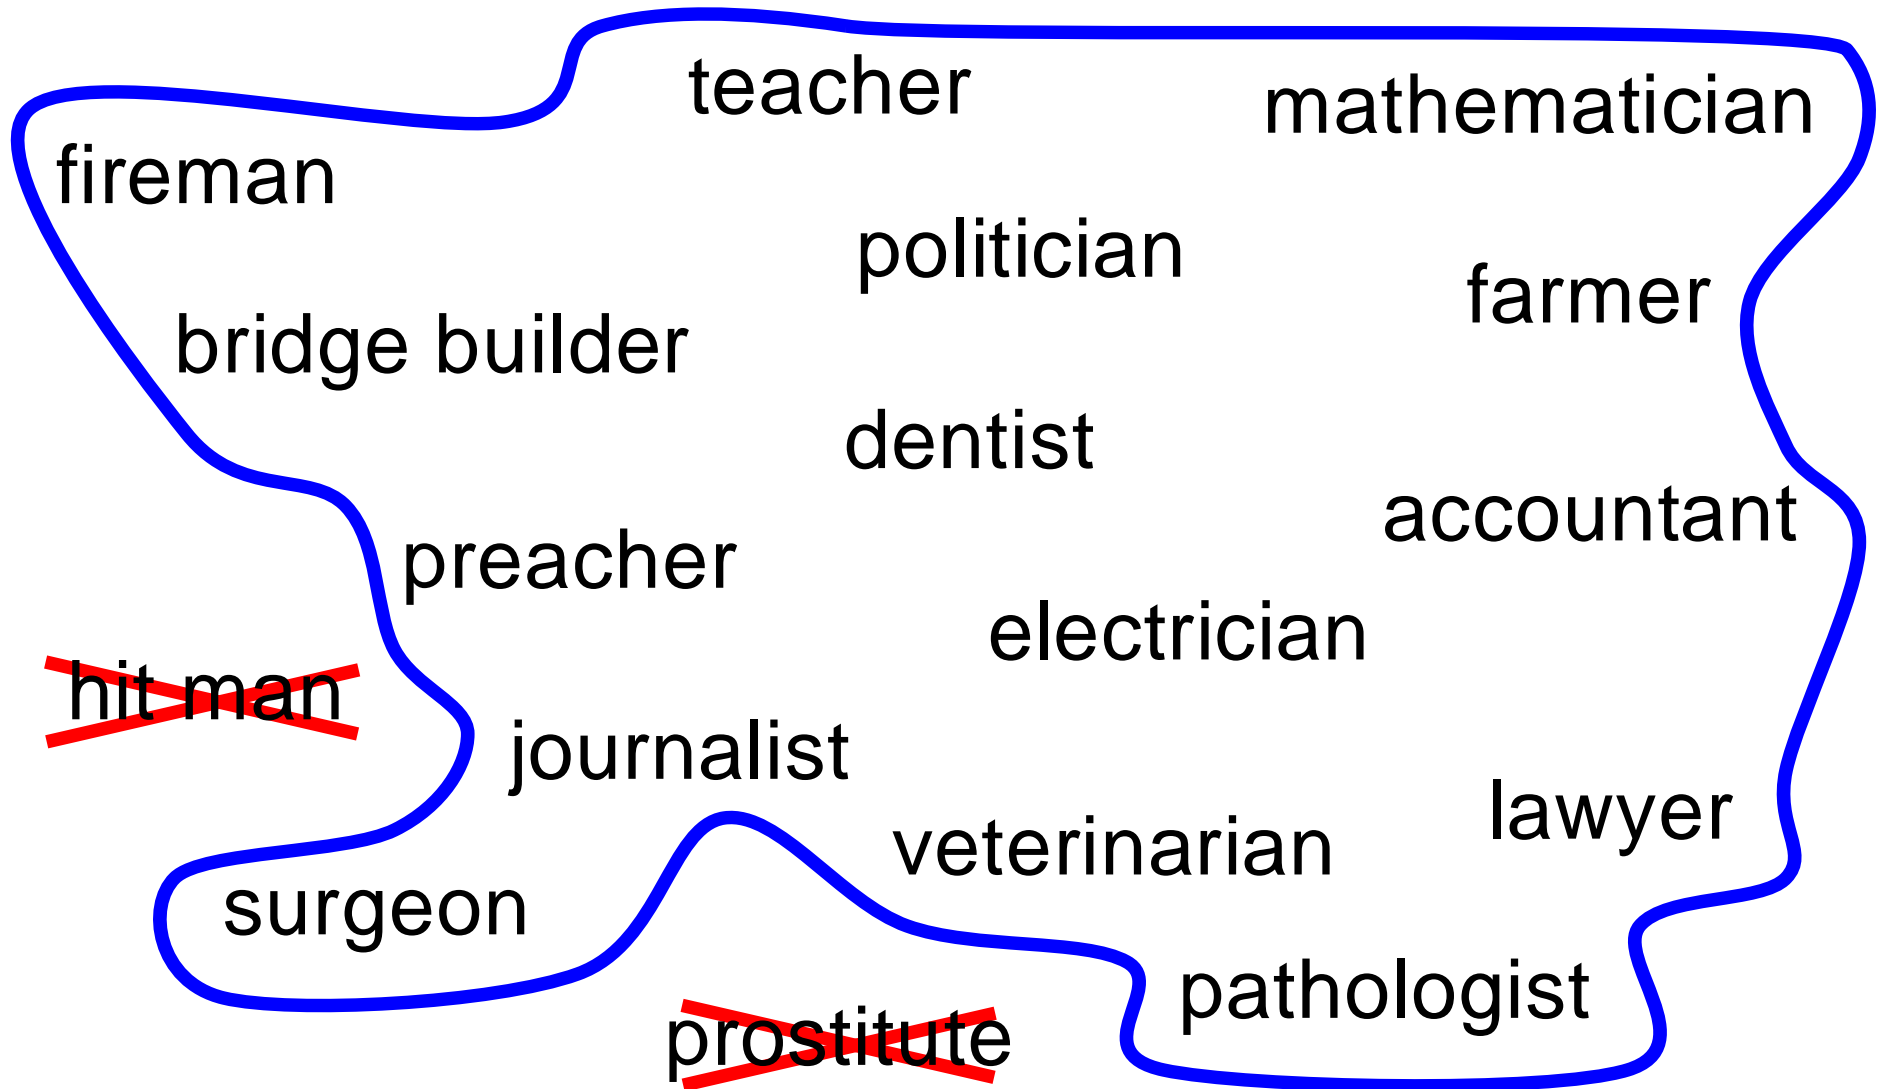 teacher
mathematician
fireman
politician
farmer
bridge builder
dentist
accountant
preacher
electrician
hit man
journalist
lawyer
veterinarian
surgeon
pathologist
prostitute